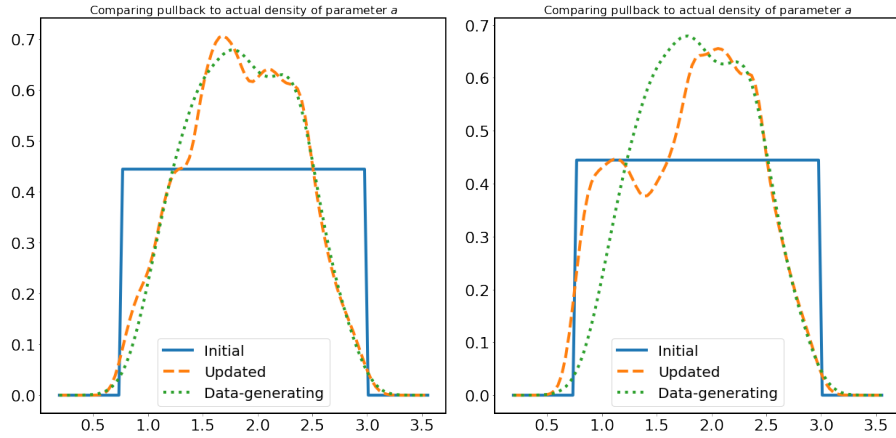 Comparing pullback to actual density of parameter a
0.7
0.6
0.5
0.4
0.3
0.2
0.1
0.0
Initial
Updated
Data-generating
0.5 1.0 1.5 2.0 2.5 3.0 3.5
Comparing pullback to actual density of parameter a
0.7
0.6
0.5
0.4
0.3
0.2
0.1
0.0
Initial
Updated
Data-generating
0.5 1.0 1.5 2.0 2.5 3.0 3.5